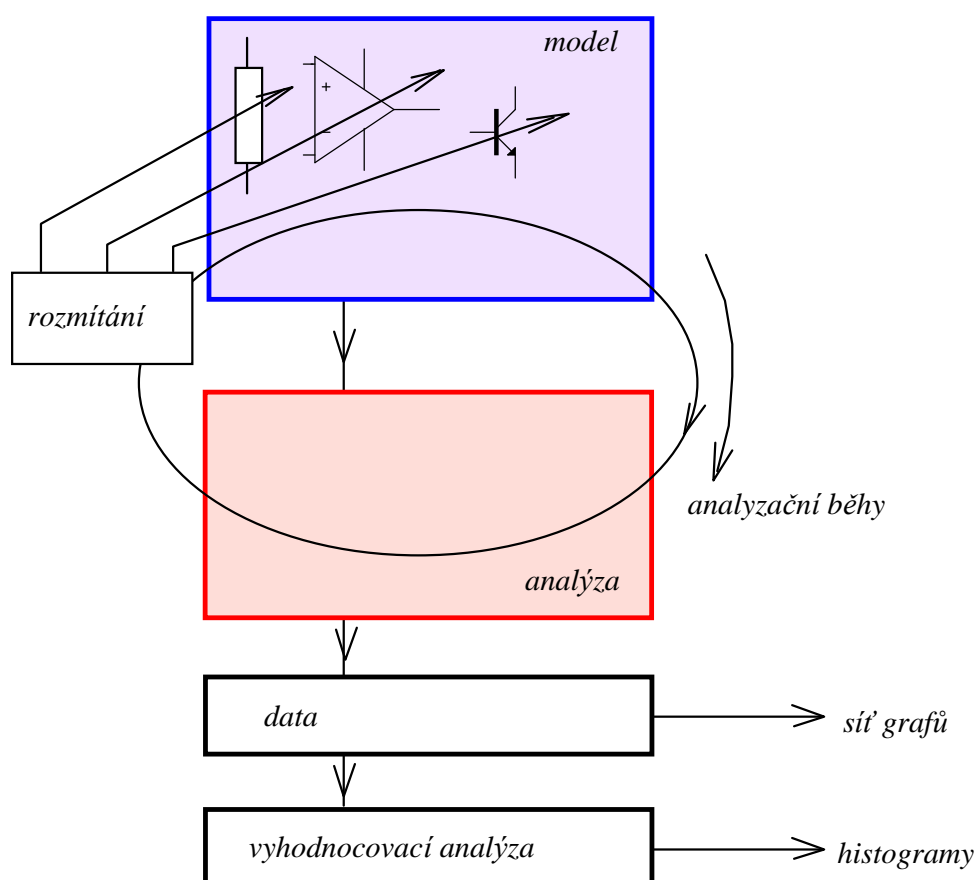 model
rozmítání
analyzační běhy
analýza
data
síť grafů
vyhodnocovací analýza
histogramy